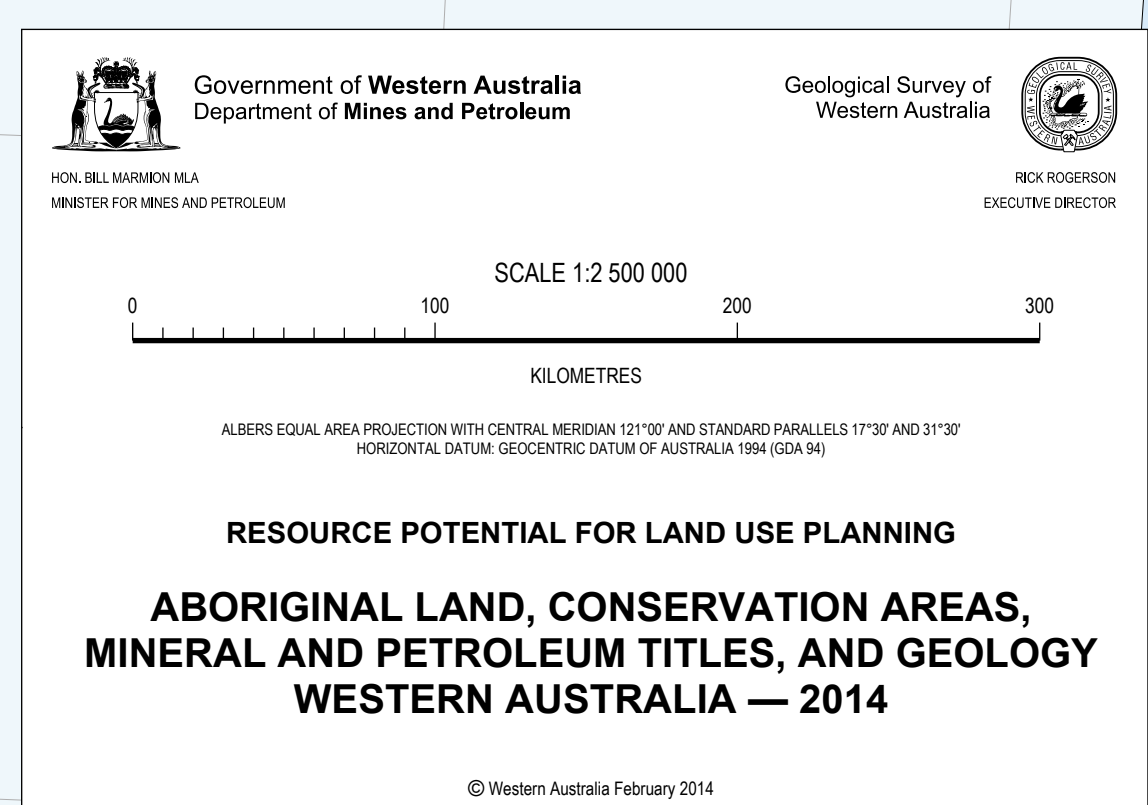 Government of Western Australia
Department of Mines and Petroleum
Geological Survey of
Western Australia
GEOLOGICAL SURVEY
WESTERN AUSTRALIA
HON. BILL MARMION MLA
MINISTER FOR MINES AND PETROLEUM
RICK ROGERSON
EXECUTIVE DIRECTOR
SCALE 1:2 500 000
0 100 200 300
KILOMETRES
ALBERS EQUAL AREA PROJECTION WITH CENTRAL MERIDIAN 121°00' AND STANDARD PARALLELS 17°30' AND 31°30'
HORIZONTAL DATUM: GEOCENTRIC DATUM OF AUSTRALIA 1994 (GDA 94)
RESOURCE POTENTIAL FOR LAND USE PLANNING
ABORIGINAL LAND, CONSERVATION AREAS,
MINERAL AND PETROLEUM TITLES, AND GEOLOGY
WESTERN AUSTRALIA — 2014
© Western Australia February 2014